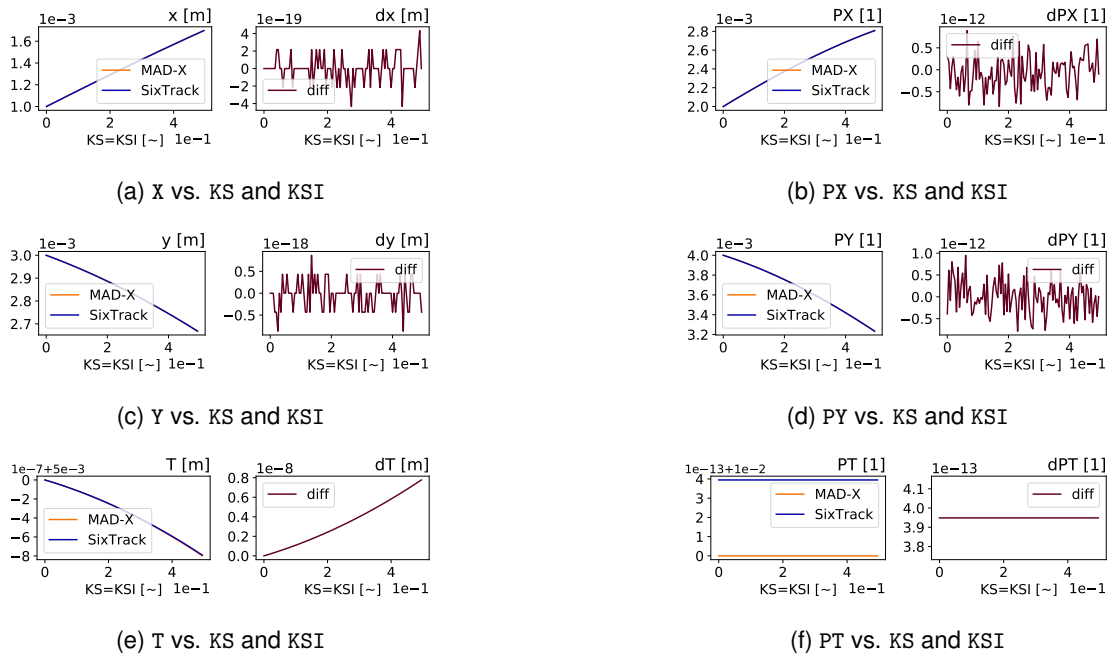 1e−3
x [m]
1.6
1.4
1.2
1.0
MAD-X
SixTrack
0
2
4
KS=KSI [~]
1e−1
1e−19
dx [m]
4
2
0
−2
−4
diff
0
2
4
KS=KSI [~]
1e−1
(a) X vs. KS and KSI
1e−3
PX [1]
2.8
2.6
2.4
2.2
2.0
MAD-X
SixTrack
0
2
4
KS=KSI [~]
1e−1
1e−12
dPX [1]
0.5
0.0
−0.5
diff
0
2
4
KS=KSI [~]
1e−1
(b) PX vs. KS and KSI
1e−3
y [m]
3.0
2.9
2.8
2.7
MAD-X
SixTrack
0
2
4
KS=KSI [~]
1e−1
1e−18
dy [m]
0.5
0.0
−0.5
diff
0
2
4
KS=KSI [~]
1e−1
(c) Y vs. KS and KSI
1e−3
PY [1]
4.0
3.8
3.6
3.4
3.2
MAD-X
SixTrack
0
2
4
KS=KSI [~]
1e−1
1e−12
dPY [1]
1.0
0.5
0.0
−0.5
diff
0
2
4
KS=KSI [~]
1e−1
(d) PY vs. KS and KSI
1e−7+5e−3
T [m]
0
−2
−4
−6
−8
MAD-X
SixTrack
0
2
4
KS=KSI [~]
1e−1
1e−8
dT [m]
0.8
0.6
0.4
0.2
0.0
diff
0
2
4
KS=KSI [~]
1e−1
(e) T vs. KS and KSI
1e−13+1e−2
PT [1]
4
3
2
1
0
MAD-X
SixTrack
0
2
4
KS=KSI [~]
1e−1
1e−13
dPT [1]
4.1
4.0
3.9
3.8
diff
0
2
4
KS=KSI [~]
1e−1
(f) PT vs. KS and KSI